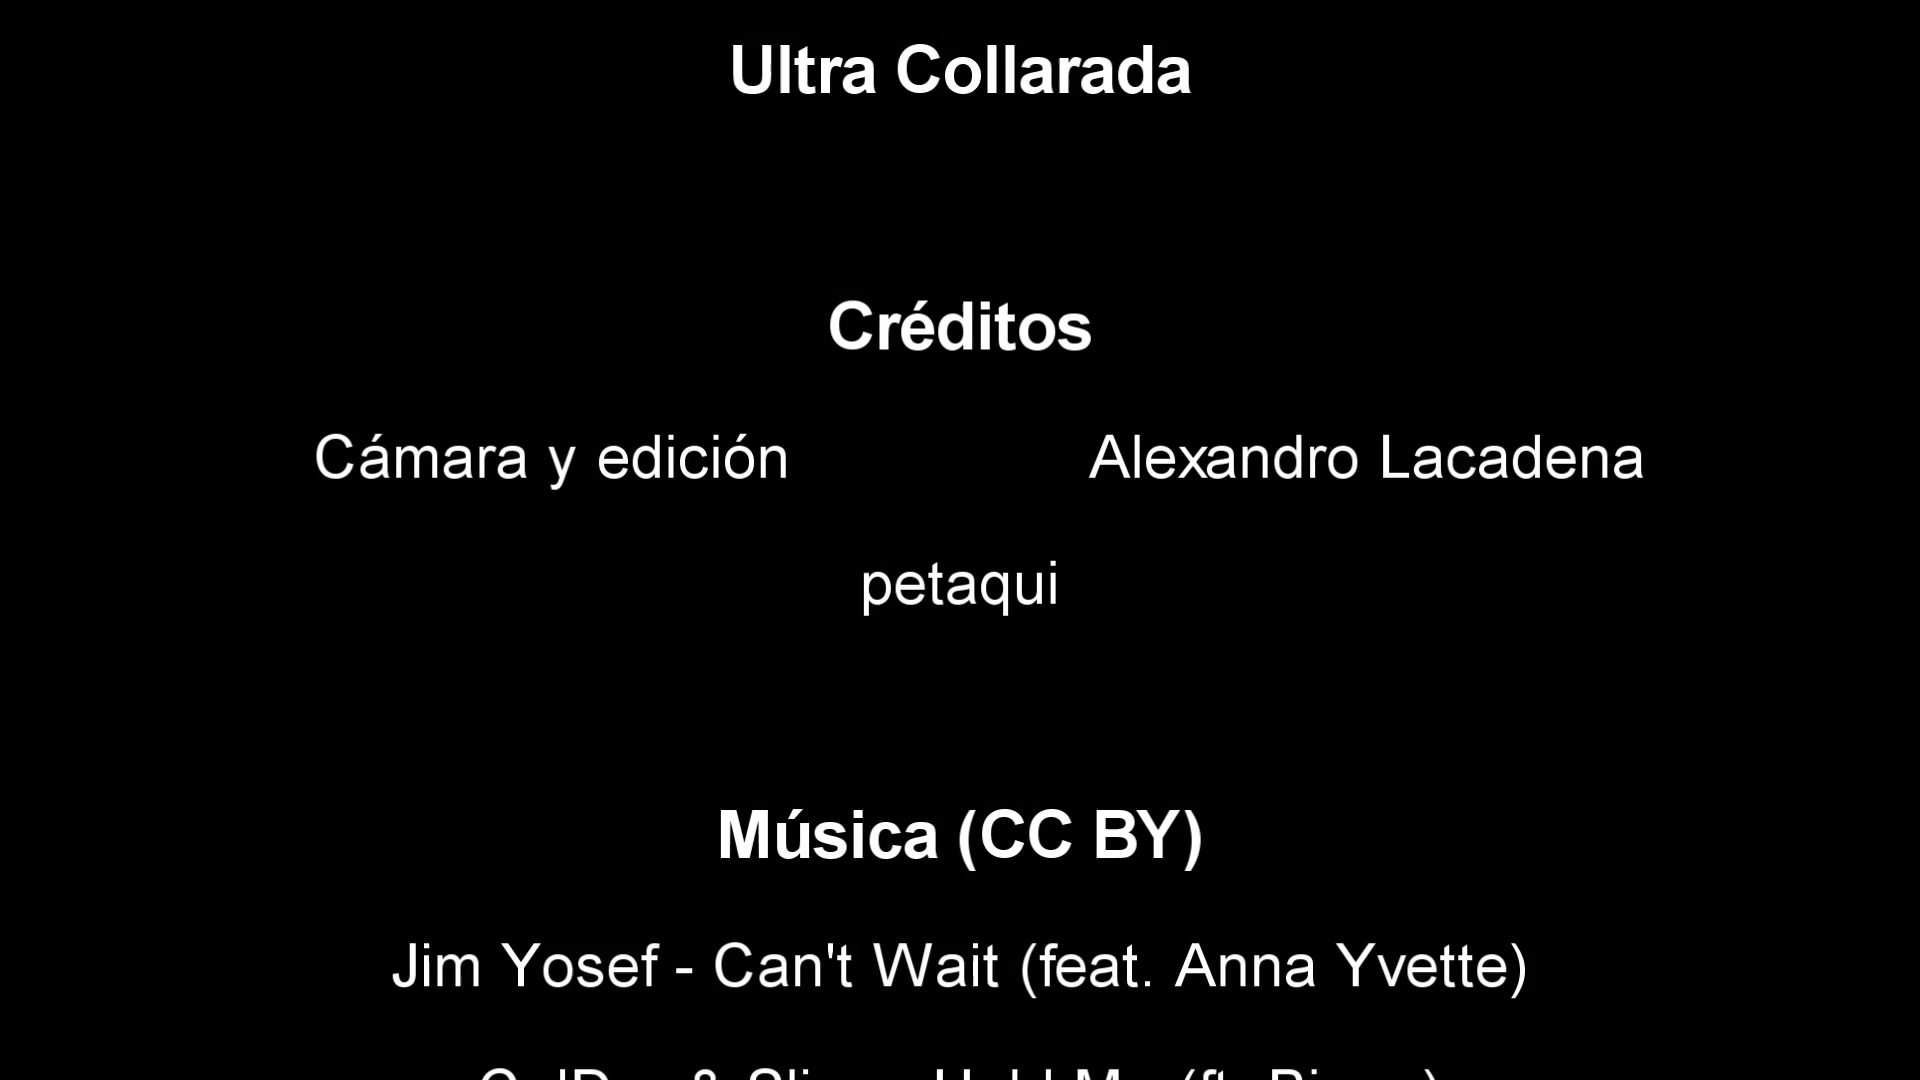 Ultra Collarada
Créditos
Cámara y edición Alexandro Lacadena
petaqui
Música (CC BY)
Jim Yosef - Can't Wait (feat. Anna Yvette)